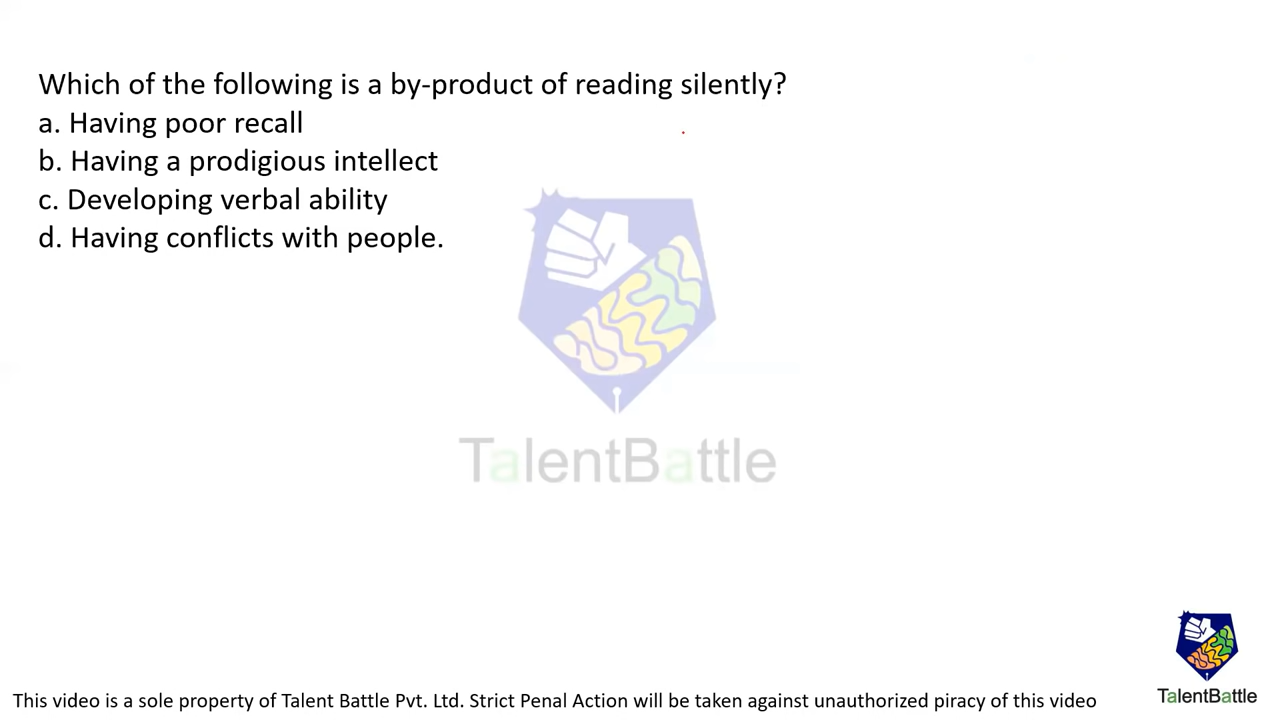 Which of the following is a by-product of reading silently?
a. Having poor recall
b. Having a prodigious intellect
c. Developing verbal ability
d. Having conflicts with people.
TalentBattle
TalentBattle
This video is a sole property of Talent Battle Pvt. Ltd. Strict Penal Action will be taken against unauthorized piracy of this video